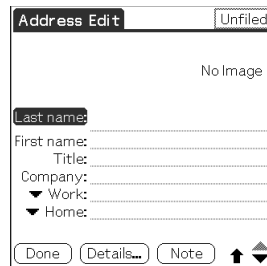 Address Edit Unfiled
No Image
Last name:
First name:
Title:
Company:
Work:
Home:
Done Details... Note